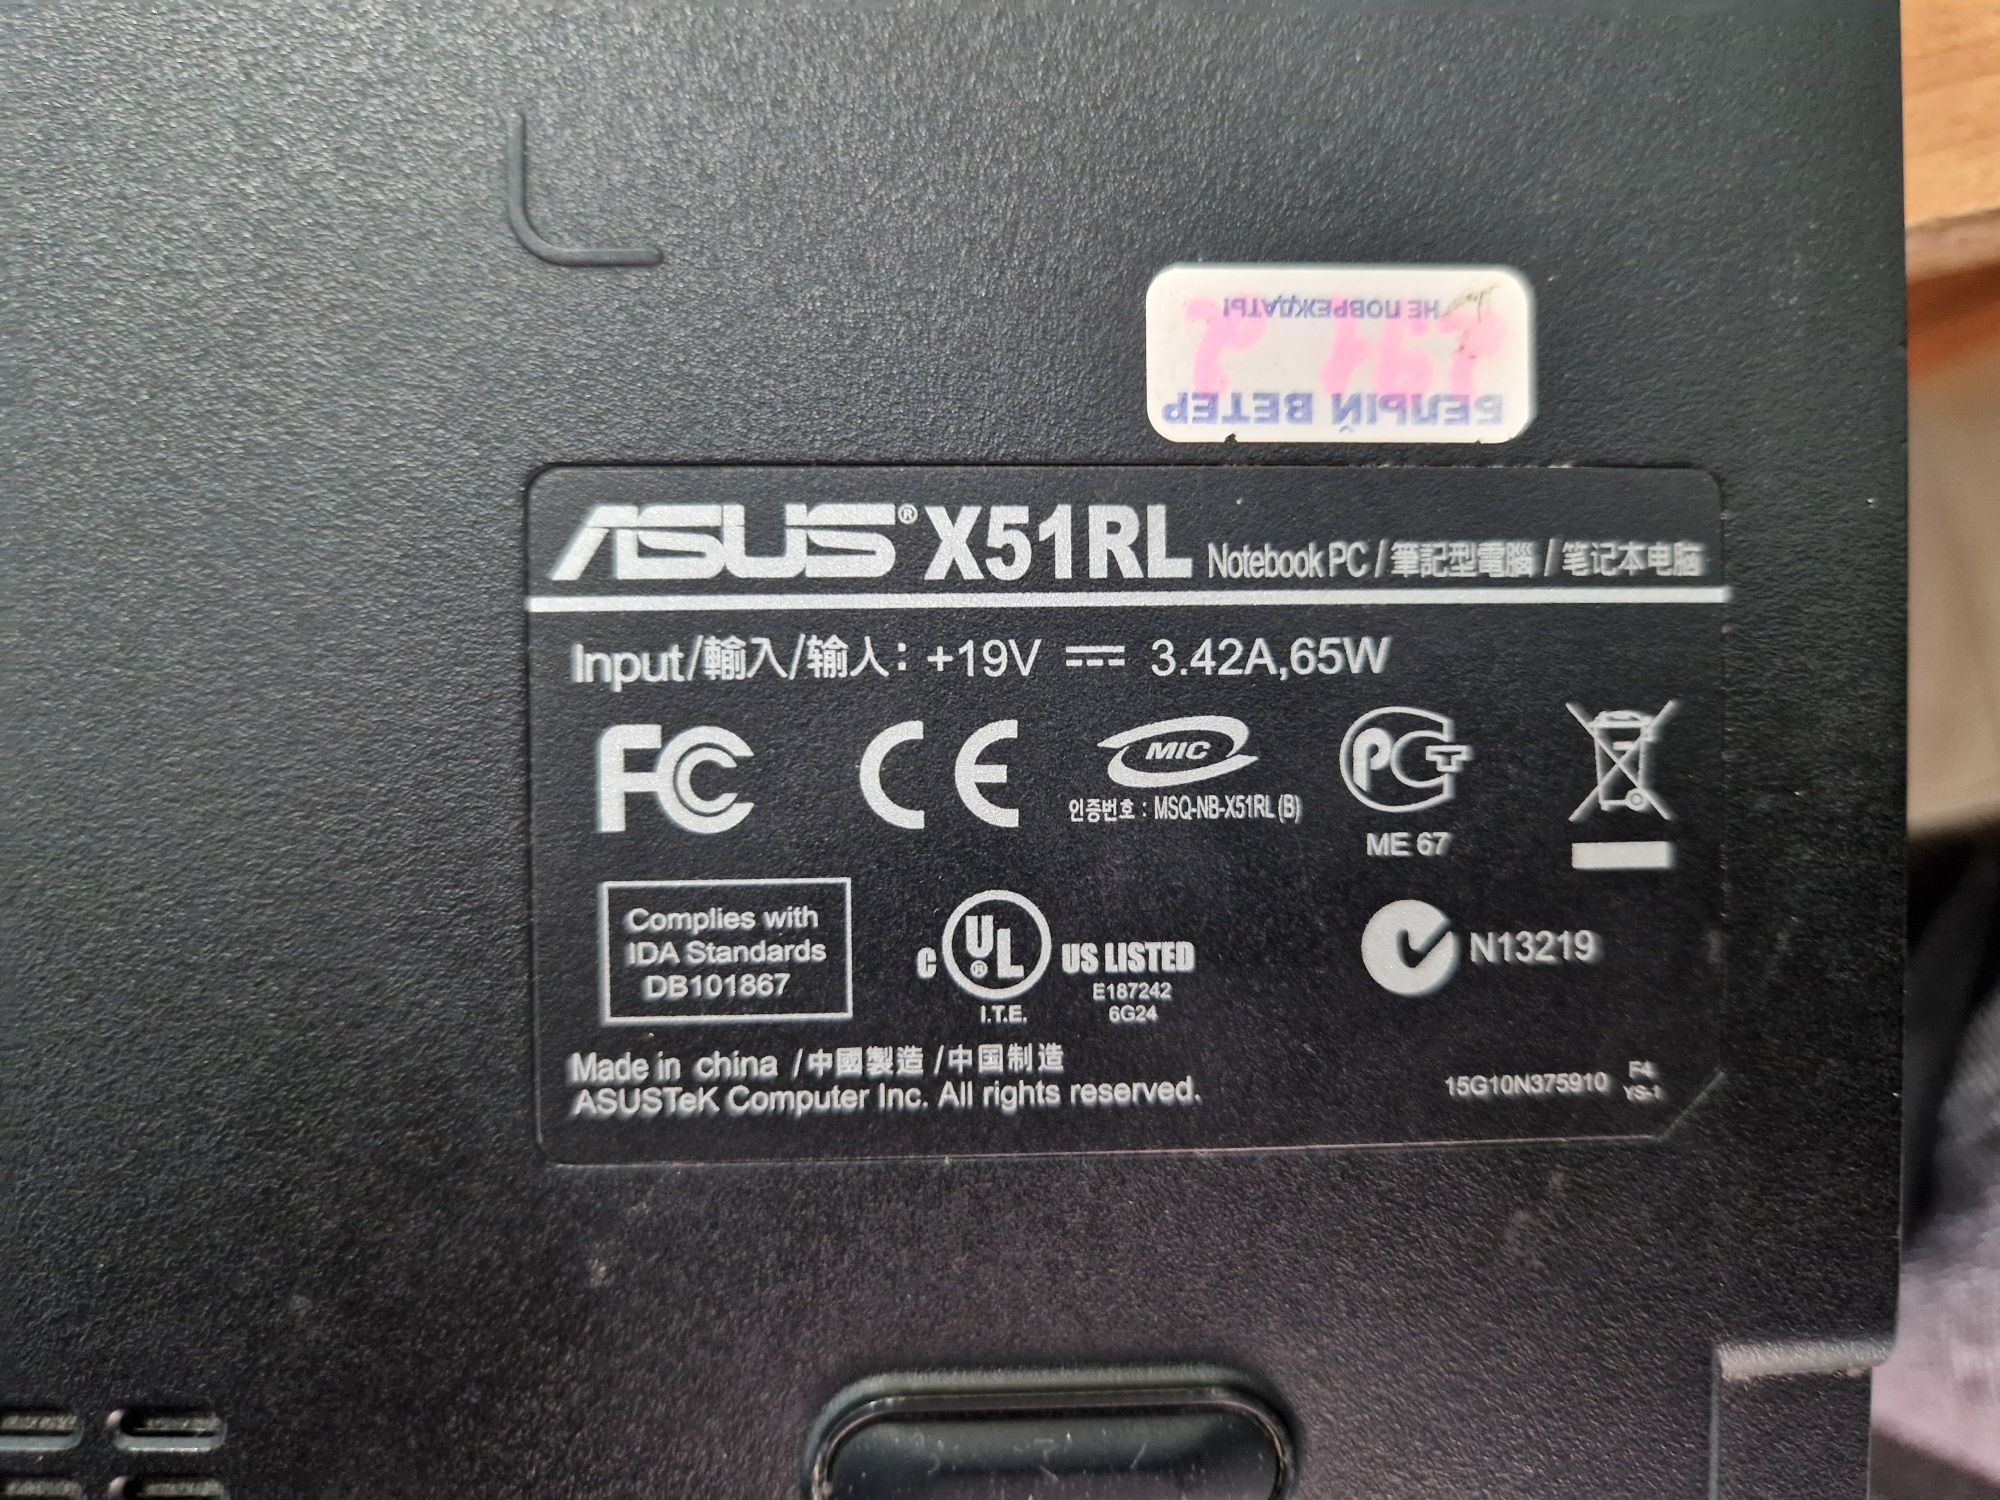 НЕ ПОВРЕЖДАТЬ!
БЕЛЫЙ ВЕТЕР
ASUS® X51RL Notebook PC / 筆記型電腦 / 笔记本电脑
Input/輸入/输人: +19V ⎓ 3.42A,65W
FC CE MIC PCT
인증번호 : MSQ-NB-X51RL (B)
ME 67
Complies with
IDA Standards
DB101867
C UL® US LISTED
I.T.E.
E187242
6G24
N13219
Made in china /中國製造 /中国制造
ASUSTeK Computer Inc. All rights reserved.
15G10N375910
F4
YS-1